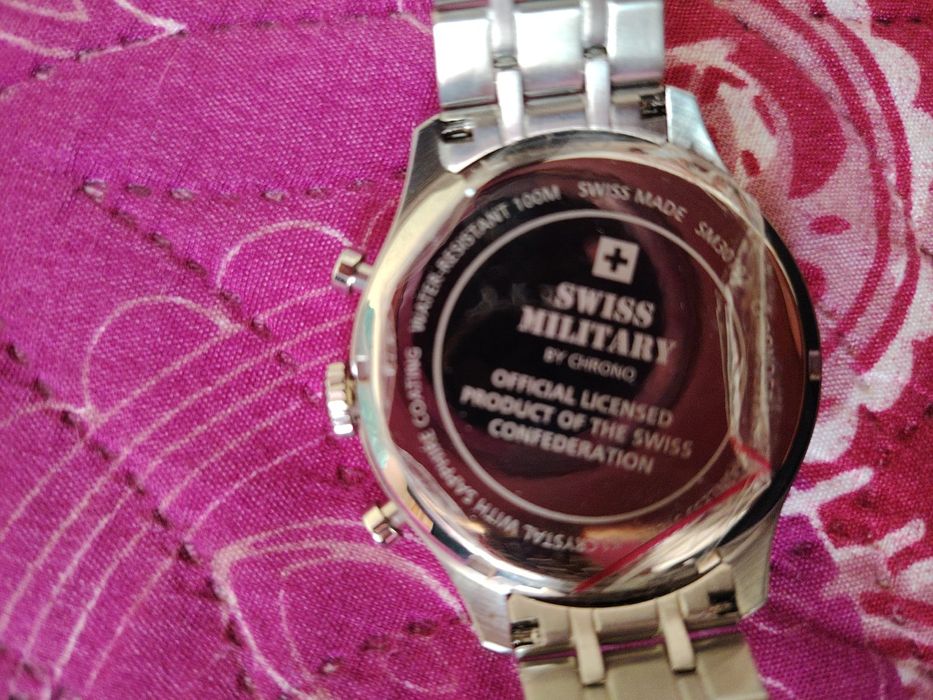 WATER-RESISTANT 100M SWISS MADE
SWISS
MILITARY
BY CHRONO
OFFICIAL LICENSED
PRODUCT OF THE SWISS
CONFEDERATION
CRYSTAL WITH SAPPHIRE COATING